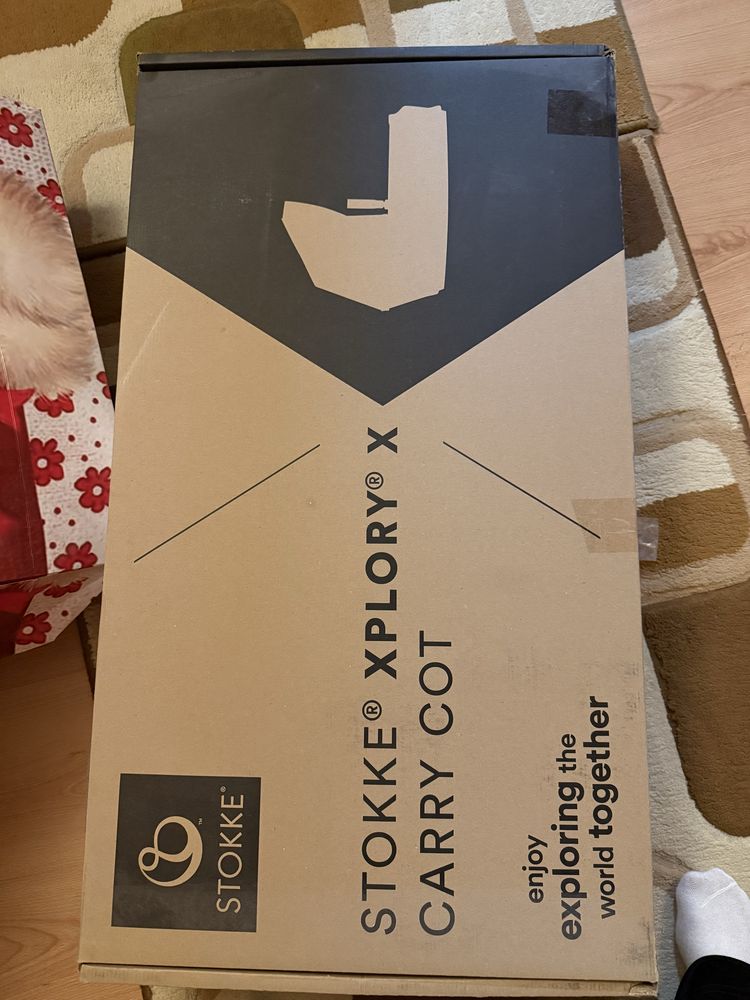 STOKKE® XPLORY® X
CARRY COT
STOKKE®
enjoy
exploring the
world together